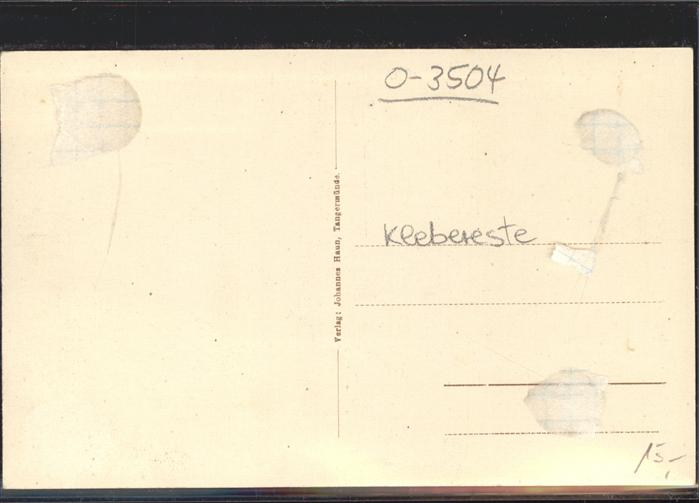 O-3504
Verlag: Johannes Haun, Tangermünde.
Klebereste
15,-